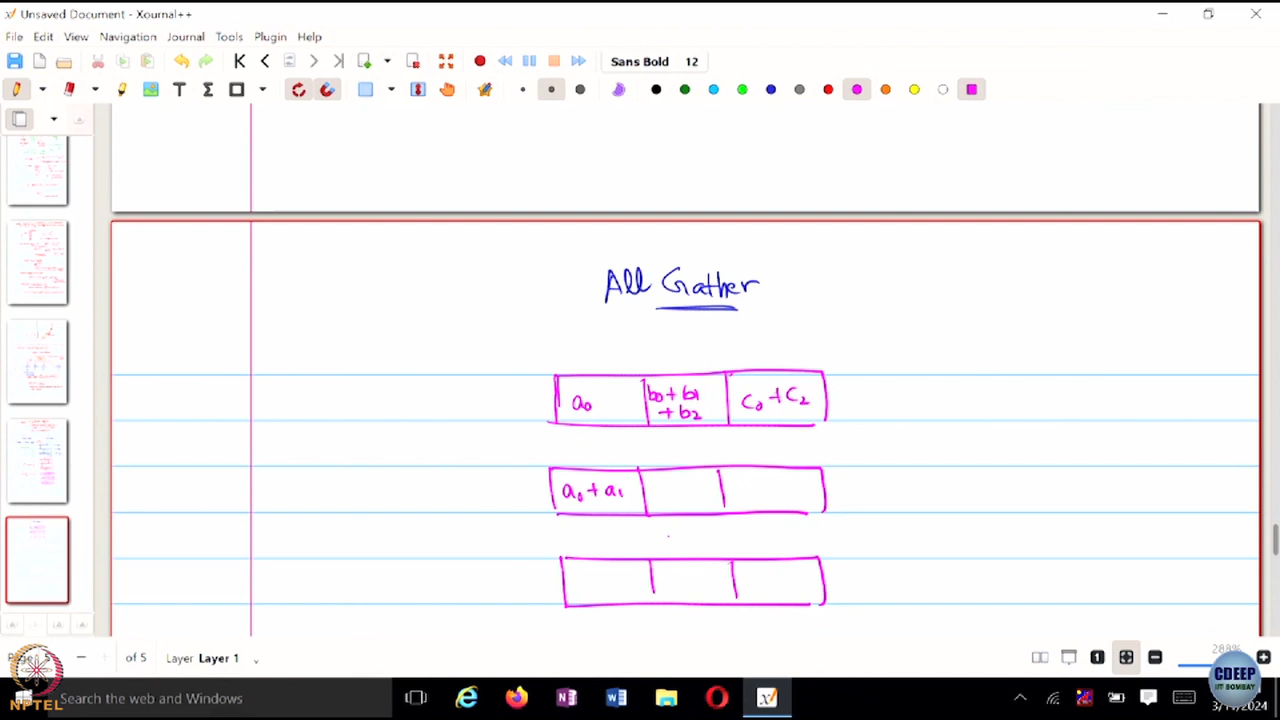 Unsaved Document - Xournal++
File Edit View Navigation Journal Tools Plugin Help
Sans Bold 12
All Gather
a₀ b₀+b₁+b₂ c₀+c₂
a₀+a₁
of 5 Layer Layer 1
288%
Search the web and Windows
NPTEL
CDEEP
IIT BOMBAY